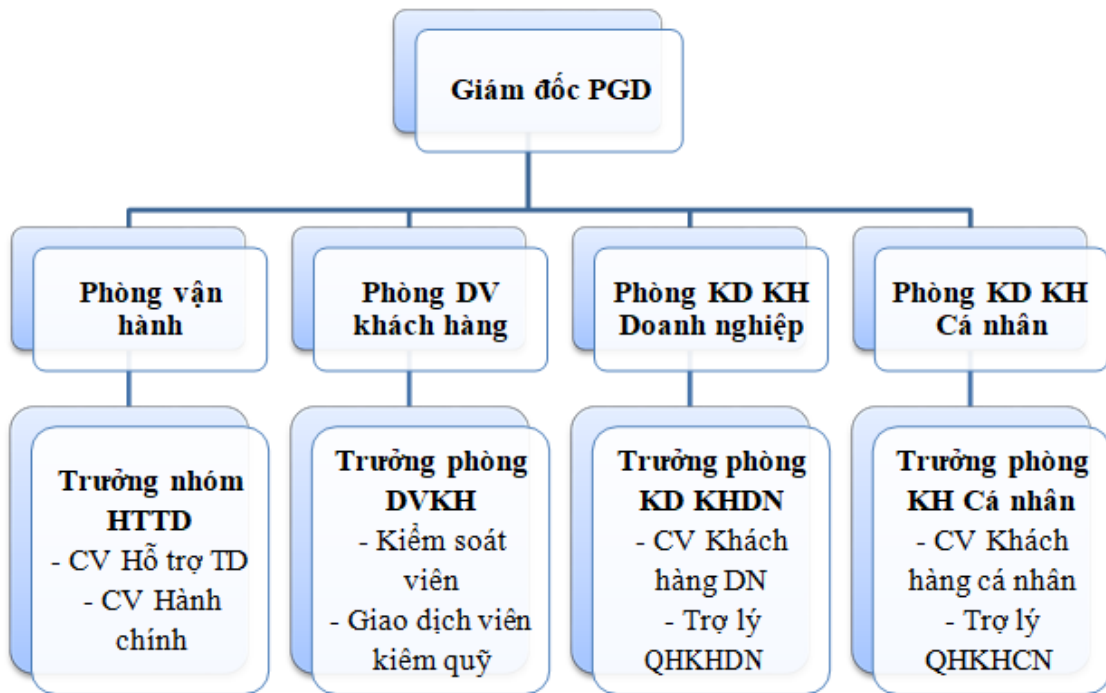 Giám đốc PGD
Phòng vận
hành
Phòng DV
khách hàng
Phòng KD KH
Doanh nghiệp
Phòng KD KH
Cá nhân
Trưởng nhóm
HTTD
- CV Hỗ trợ TD
- CV Hành
chính
Trưởng phòng
DVKH
- Kiểm soát
viên
- Giao dịch viên
kiêm quỹ
Trưởng phòng
KD KHDN
- CV Khách
hàng DN
- Trợ lý
QHKHDN
Trưởng phòng
KH Cá nhân
- CV Khách
hàng cá nhân
- Trợ lý
QHKHCN